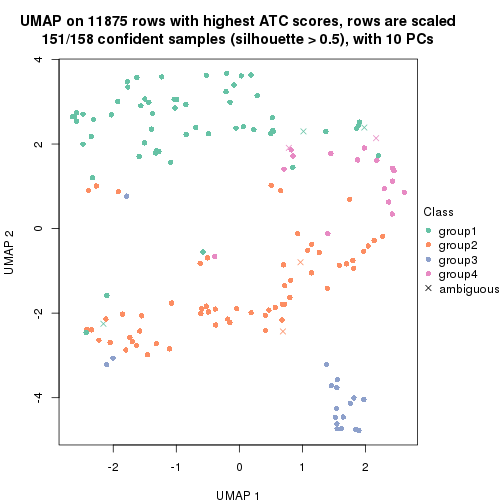 UMAP on 11875 rows with highest ATC scores, rows are scaled
151/158 confident samples (silhouette > 0.5), with 10 PCs
4
2
0
-2
-4
UMAP 2
-2
-1
0
1
2
UMAP 1
Class
group1
group2
group3
group4
ambiguous